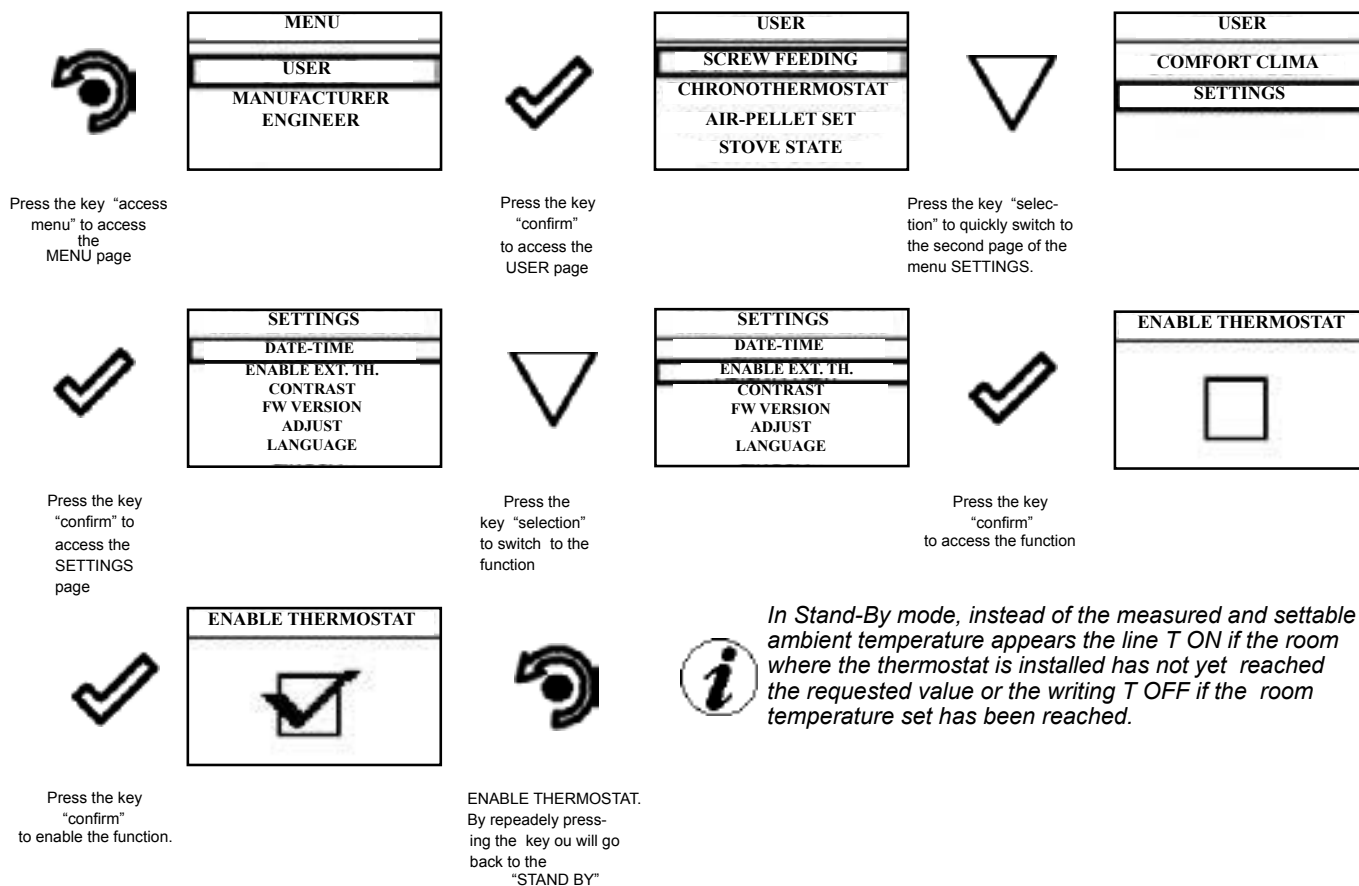 MENU
USER
MANUFACTURER
ENGINEER
USER
SCREW FEEDING
CHRONOTHERMOSTAT
AIR-PELLET SET
STOVE STATE
USER
COMFORT CLIMA
SETTINGS
Press the key "access
menu" to access
the
MENU page
Press the key
"confirm"
to access the
USER page
Press the key "selec-
tion" to quickly switch to
the second page of the
menu SETTINGS.
SETTINGS
DATE-TIME
ENABLE EXT. TH.
CONTRAST
FW VERSION
ADJUST
LANGUAGE
SETTINGS
DATE-TIME
ENABLE EXT. TH.
CONTRAST
FW VERSION
ADJUST
LANGUAGE
ENABLE THERMOSTAT
Press the key
"confirm" to
access the
SETTINGS
page
Press the
key "selection"
to switch to the
function
Press the key
"confirm"
to access the function
ENABLE THERMOSTAT
In Stand-By mode, instead of the measured and settable
ambient temperature appears the line T ON if the room
where the thermostat is installed has not yet reached
the requested value or the writing T OFF if the room
temperature set has been reached.
Press the key
"confirm"
to enable the function.
ENABLE THERMOSTAT.
By repeadely press-
ing the key ou will go
back to the
"STAND BY"